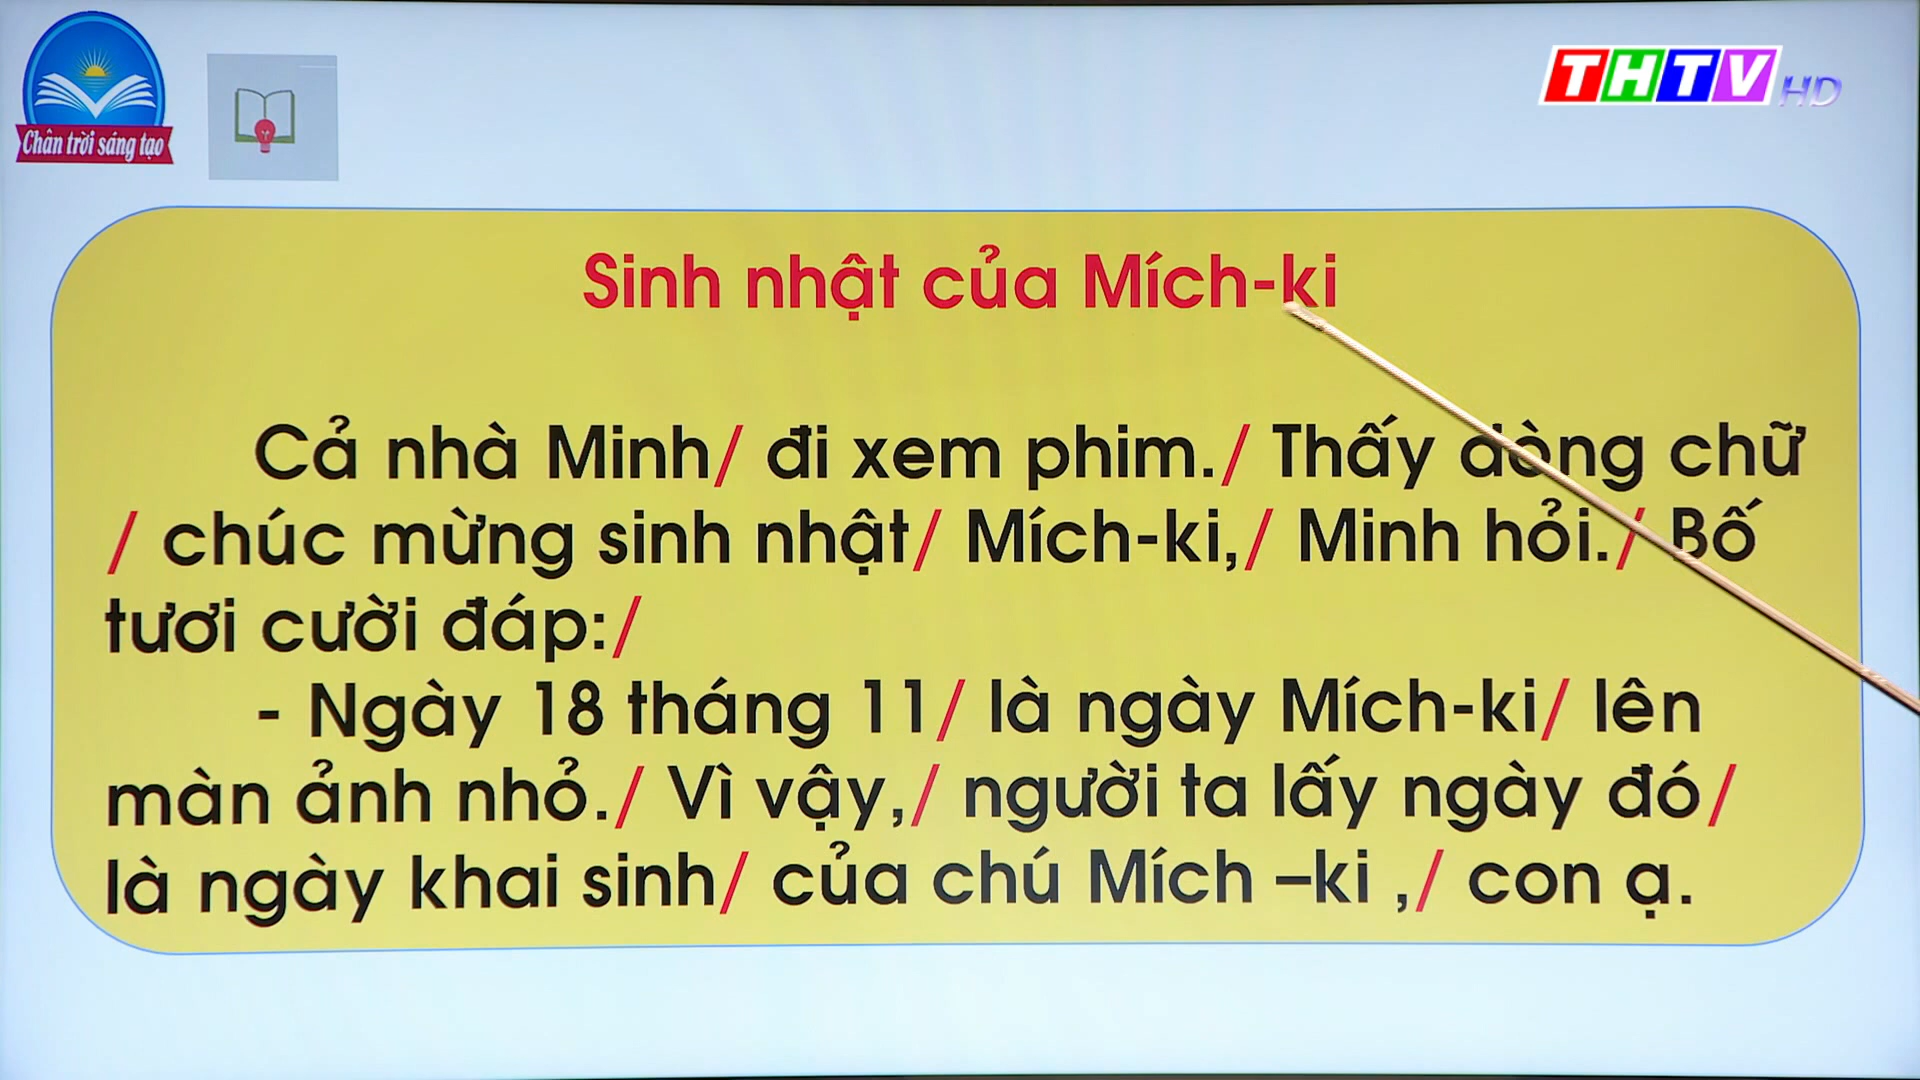 Chân trời sáng tạo
THTV HD
Sinh nhật của Mích-ki
Cả nhà Minh/ đi xem phim./ Thấy dòng chữ
/ chúc mừng sinh nhật/ Mích-ki,/ Minh hỏi./ Bố
tươi cười đáp:/
- Ngày 18 tháng 11/ là ngày Mích-ki/ lên
màn ảnh nhỏ./ Vì vậy,/ người ta lấy ngày đó/
là ngày khai sinh/ của chú Mích –ki ,/ con ạ.